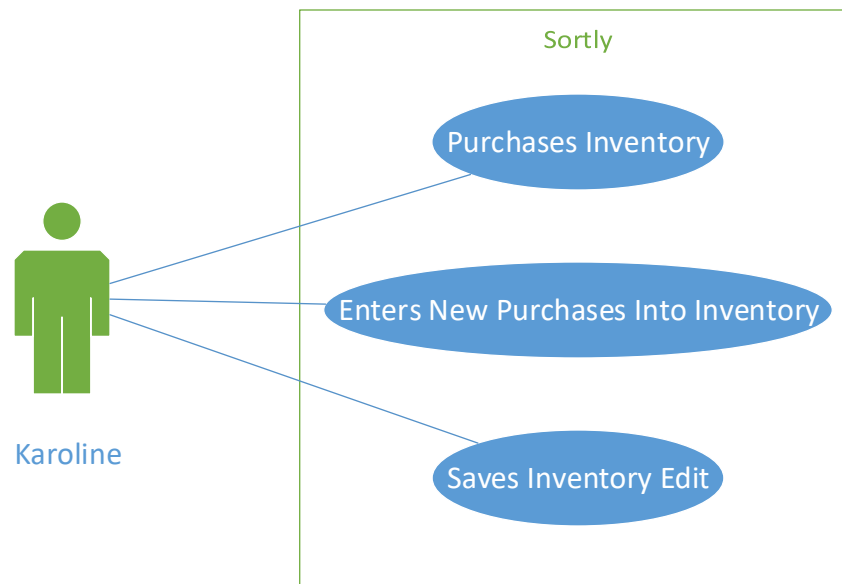 Sortly
Purchases Inventory
Enters New Purchases Into Inventory
Karoline
Saves Inventory Edit